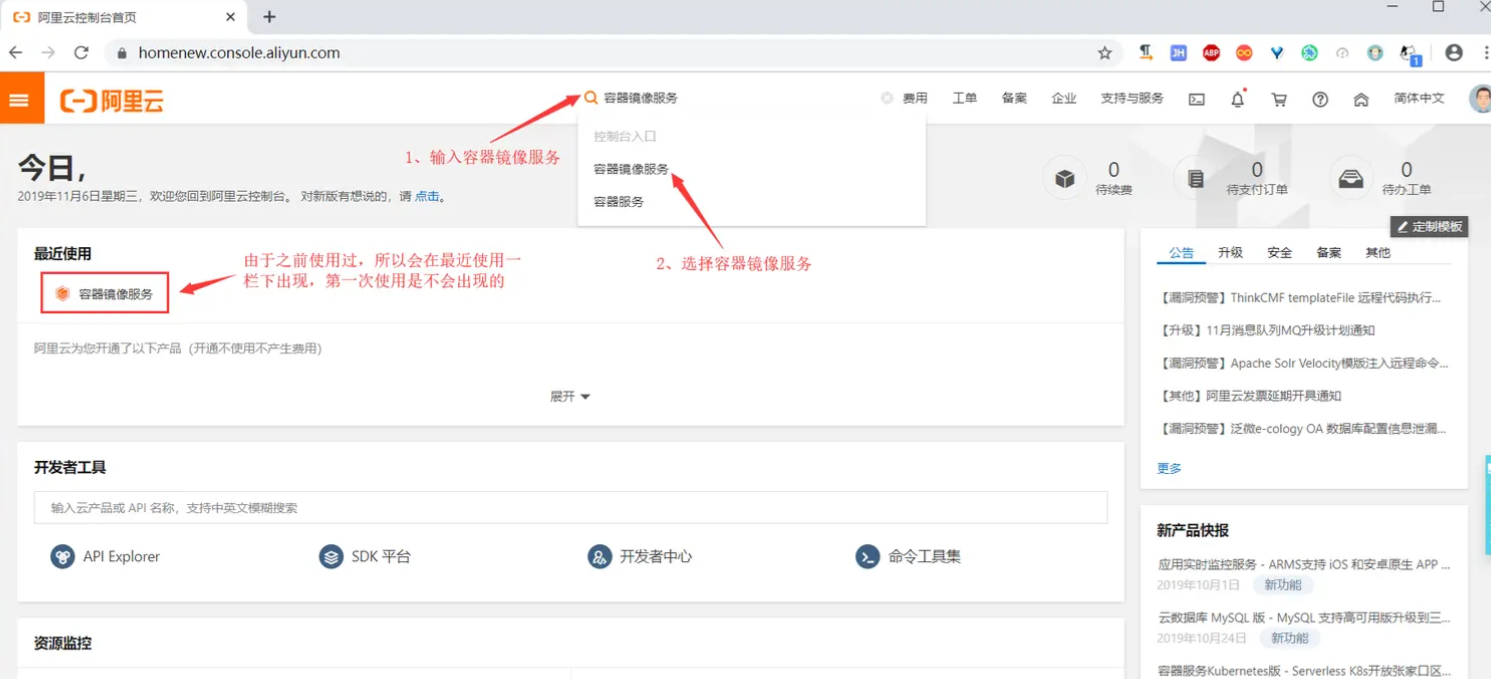 阿里云控制台首页
homenew.console.aliyun.com
JH
ABP
1
阿里云
容器镜像服务
费用
工单
备案
企业
支持与服务
简体中文
控制台入口
容器镜像服务
容器服务
1、输入容器镜像服务
2、选择容器镜像服务
今日，
2019年11月6日星期三，欢迎您回到阿里云控制台。 对新版有想说的，请 点击。
0
待续费
0
待支付订单
0
待办工单
定制模板
最近使用
容器镜像服务
由于之前使用过，所以会在最近使用一
栏下出现，第一次使用是不会出现的
阿里云为您开通了以下产品（开通不使用不产生费用）
展开
开发者工具
输入云产品或 API 名称，支持中英文模糊搜索
API Explorer
SDK 平台
开发者中心
命令工具集
资源监控
公告
升级
安全
备案
其他
【漏洞预警】ThinkCMF templateFile 远程代码执行...
【升级】11月消息队列MQ升级计划通知
【漏洞预警】Apache Solr Velocity模版注入远程命令...
【其他】阿里云发票延期开具通知
【漏洞预警】泛微e-cology OA 数据库配置信息泄漏...
更多
新产品快报
应用实时监控服务 - ARMS支持 iOS 和安卓原生 APP ...
2019年10月1日
新功能
云数据库 MySQL 版 - MySQL 支持高可用版升级到三...
2019年10月24日
新功能
容器服务Kubernetes版 - Serverless K8s开放张家口区...